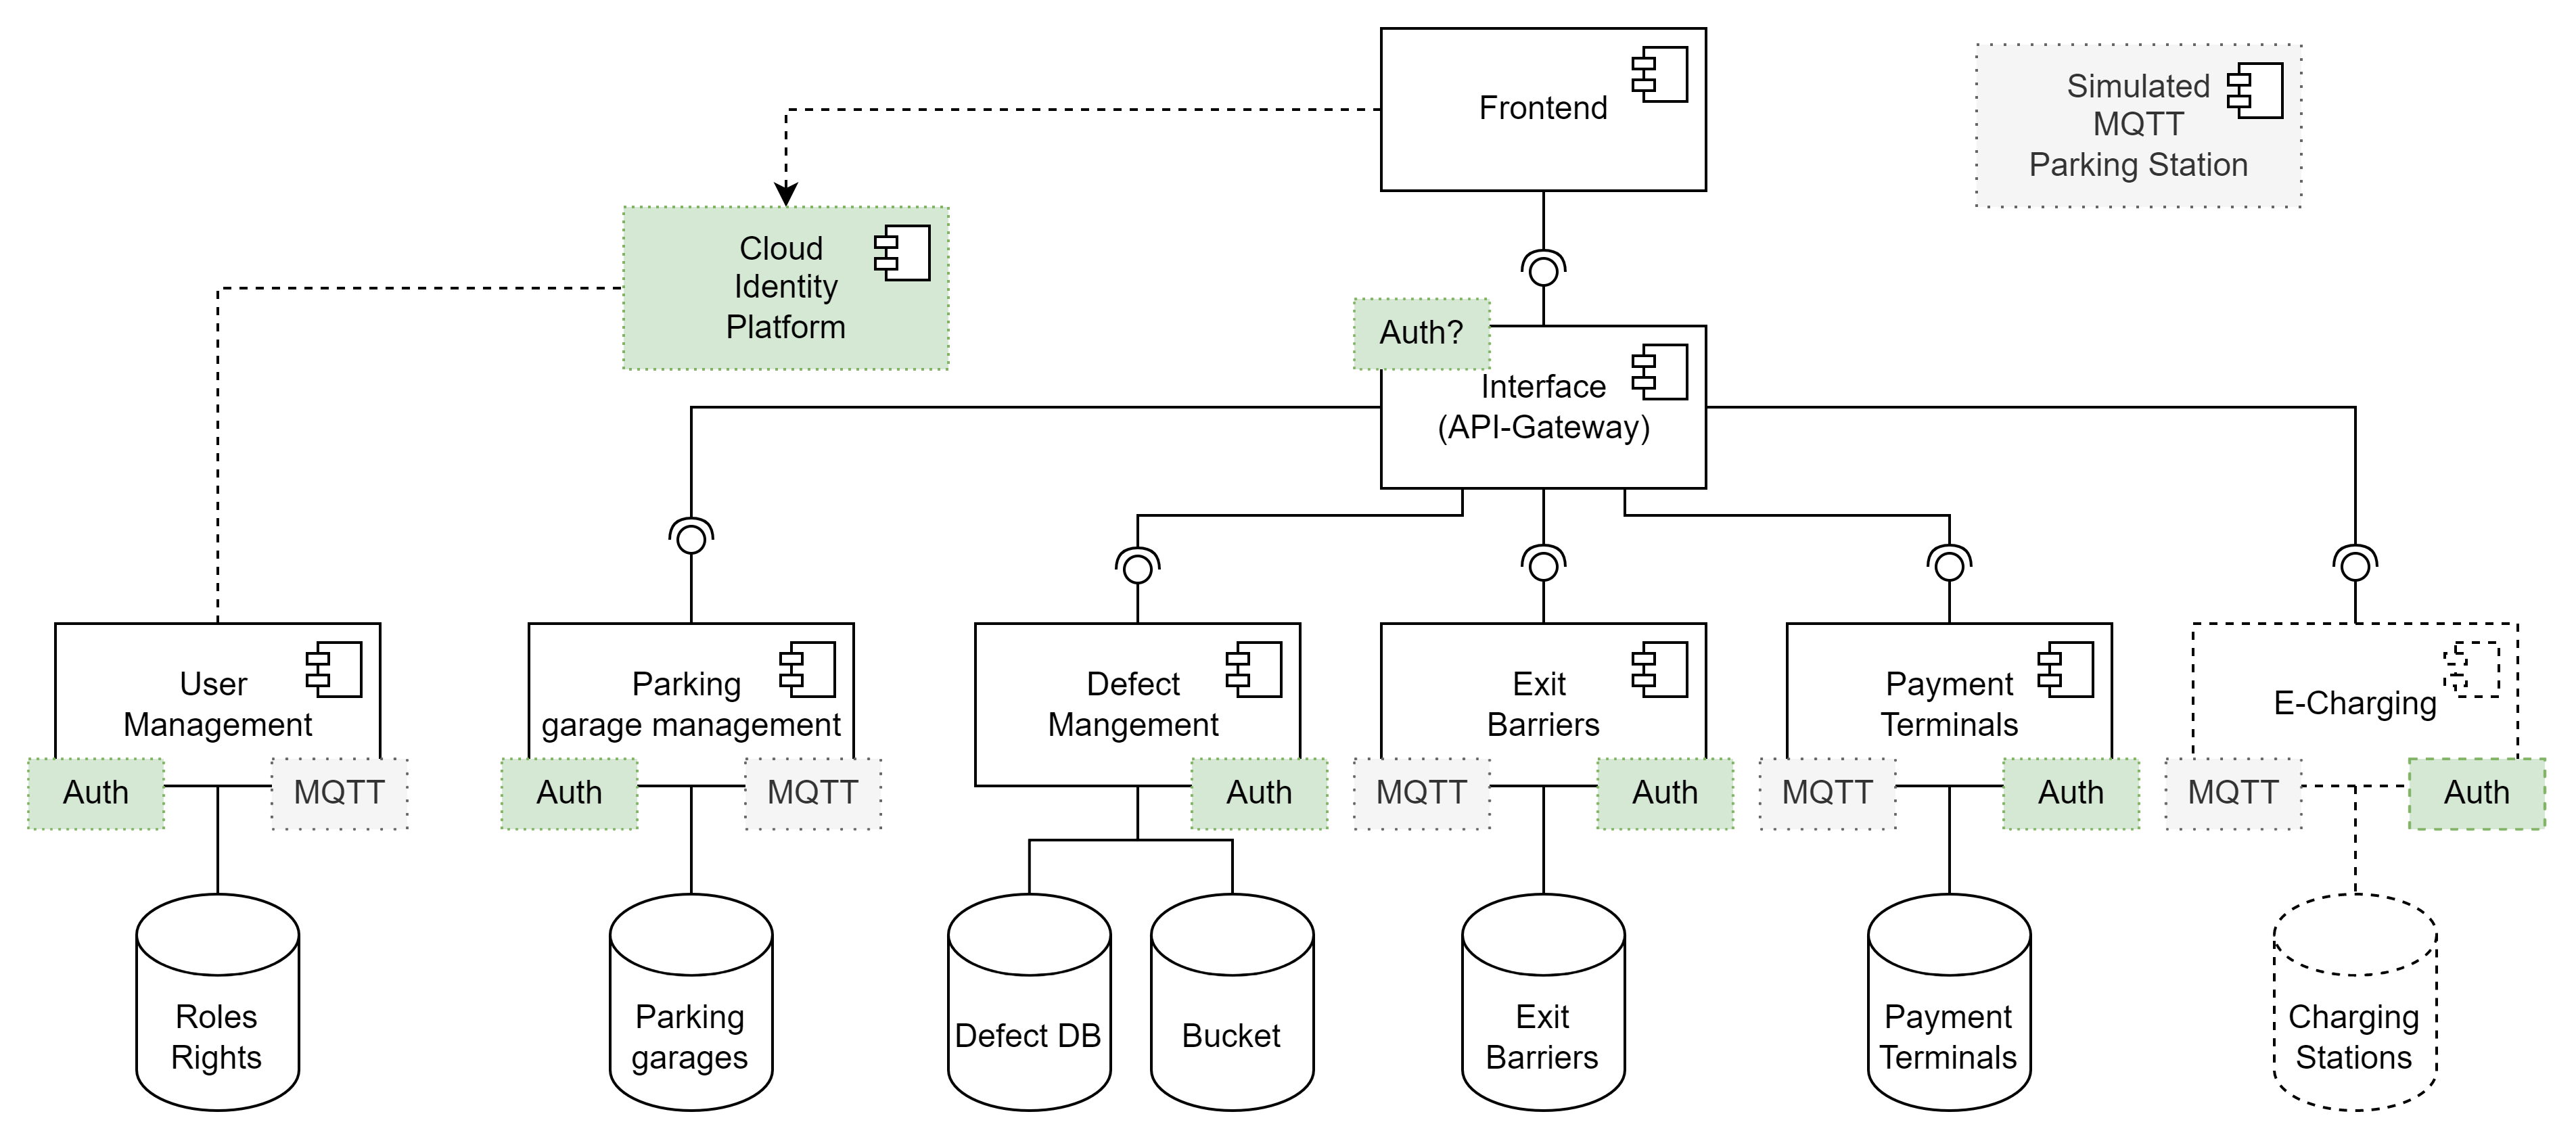 Frontend
Simulated
MQTT
Parking Station
Cloud
Identity
Platform
Auth?
Interface
(API-Gateway)
User
Management
Auth
MQTT
Parking
garage management
Auth
MQTT
Defect
Mangement
Auth
Exit
Barriers
MQTT
Auth
Payment
Terminals
MQTT
Auth
E-Charging
MQTT
Auth
Roles
Rights
Parking
garages
Defect DB
Bucket
Exit
Barriers
Payment
Terminals
Charging
Stations